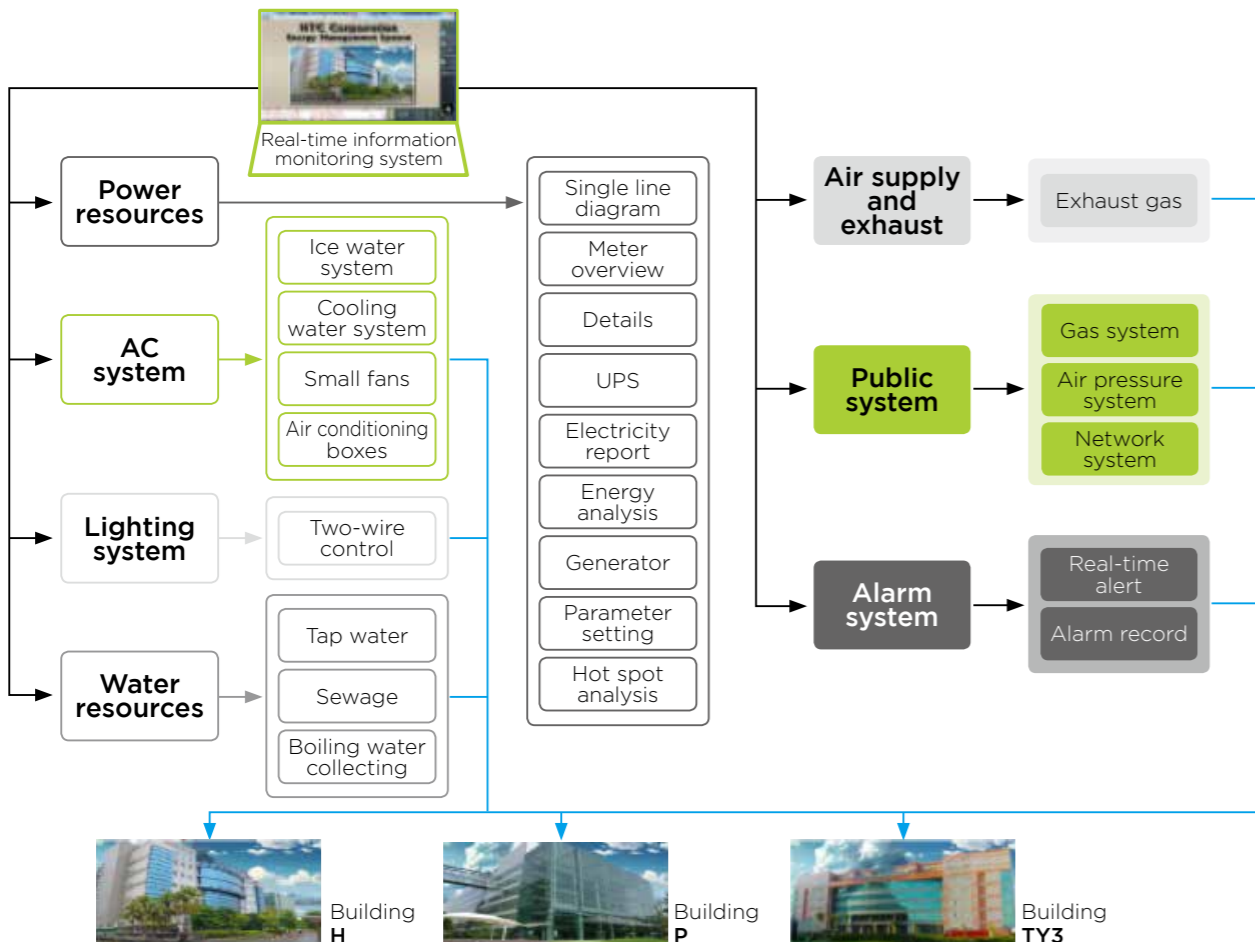 HTC Corporation
Energy Management System
Real-time information
monitoring system
Power
resources
AC
system
Lighting
system
Water
resources
Ice water
system
Cooling
water system
Small fans
Air conditioning
boxes
Two-wire
control
Tap water
Sewage
Boiling water
collecting
Single line
diagram
Meter
overview
Details
UPS
Electricity
report
Energy
analysis
Generator
Parameter
setting
Hot spot
analysis
Air supply
and
exhaust
Exhaust gas
Public
system
Gas system
Air pressure
system
Network
system
Alarm
system
Real-time
alert
Alarm record
Building
H
Building
P
Building
TY3